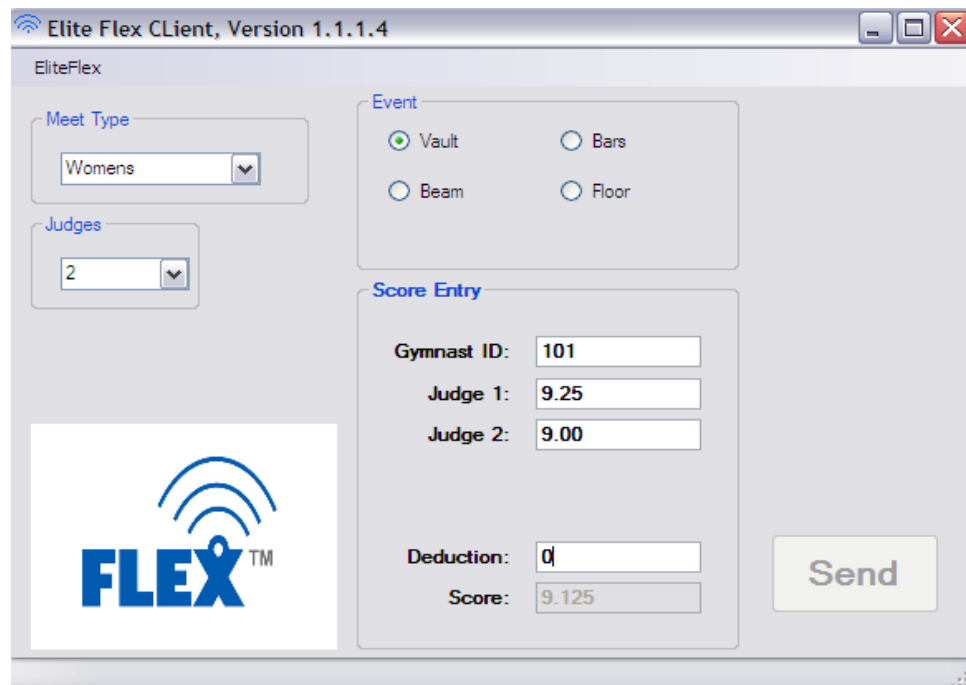 Elite Flex CLient, Version 1.1.1.4
EliteFlex
Meet Type
Womens
Judges
2
Event
Vault
Bars
Beam
Floor
Score Entry
Gymnast ID: 101
Judge 1: 9.25
Judge 2: 9.00
Deduction: 0
Score: 9.125
Send
FLEX™